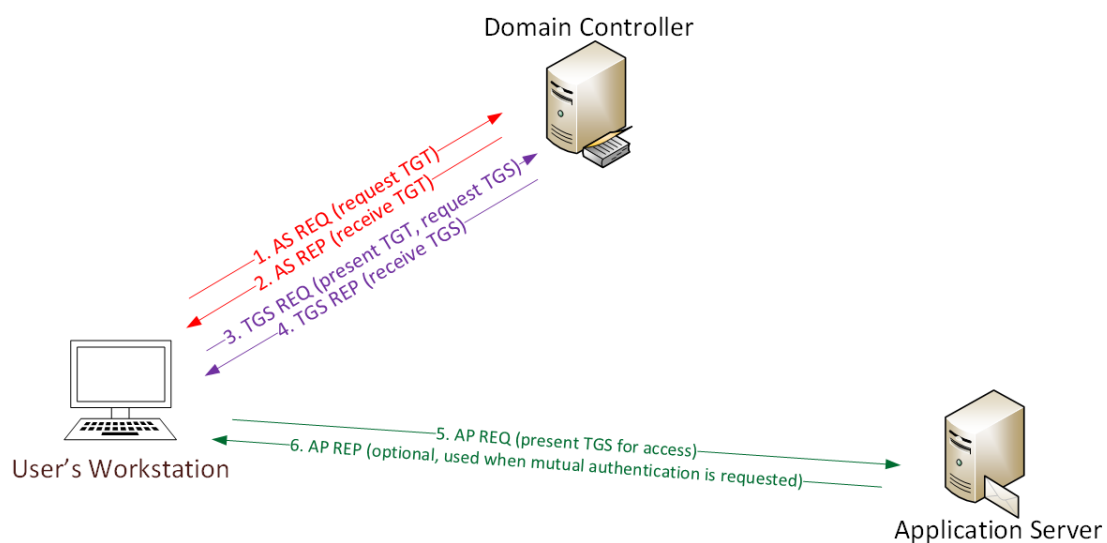 Domain Controller
1. AS REQ (request TGT)
2. AS REP (receive TGT)
3. TGS REQ (present TGT, request TGS)
4. TGS REP (receive TGS)
5. AP REQ (present TGS for access)
6. AP REP (optional, used when mutual authentication is requested)
User's Workstation
Application Server